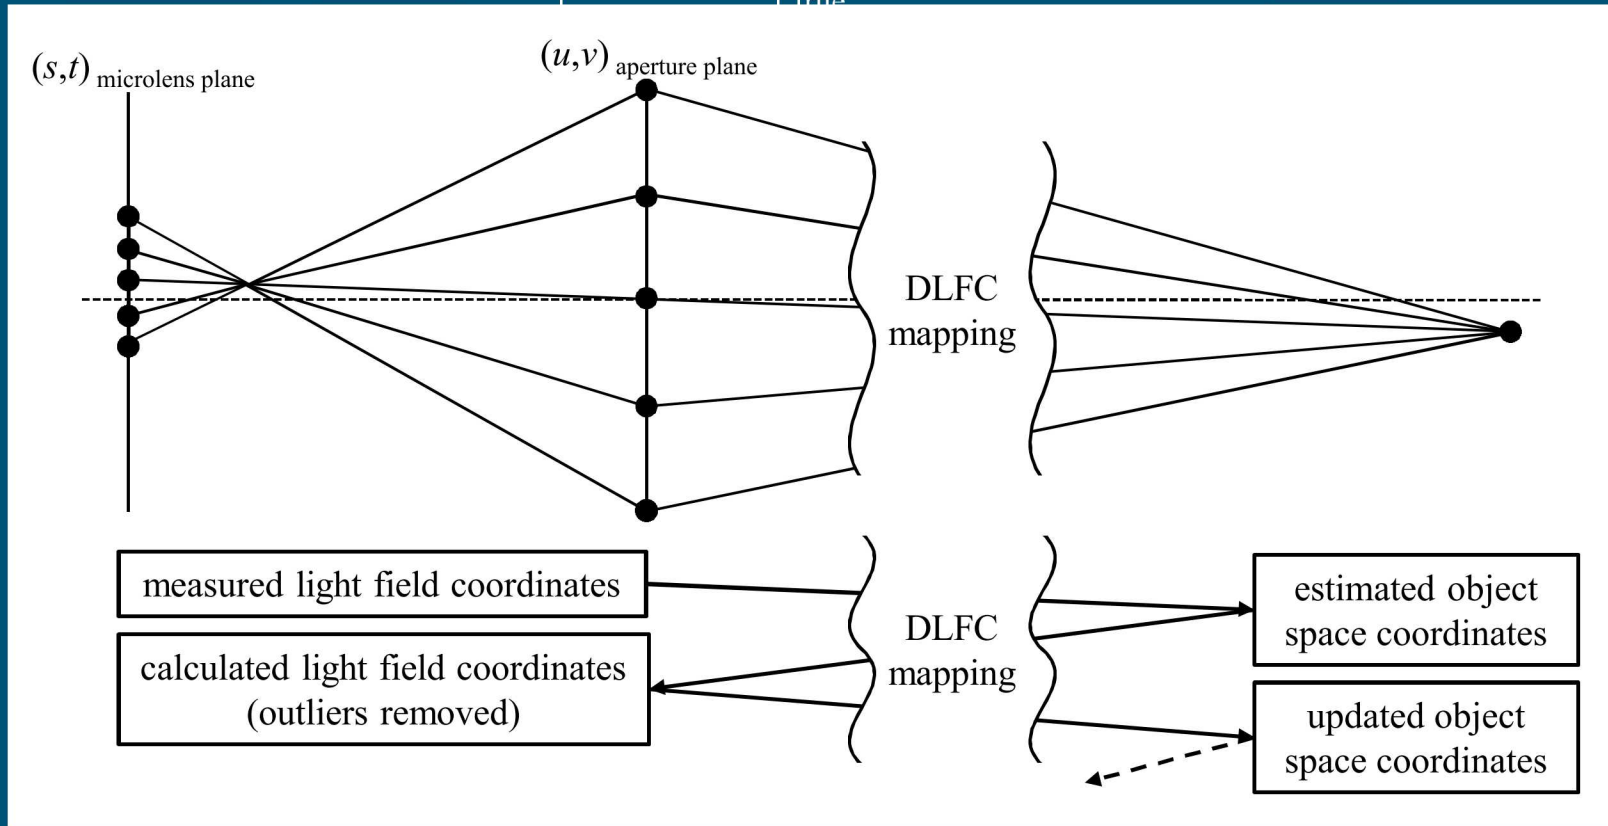 (s,t) microlens plane
(u,v) aperture plane
DLFC
mapping
measured light field coordinates
calculated light field coordinates
(outliers removed)
DLFC
mapping
estimated object
space coordinates
updated object
space coordinates